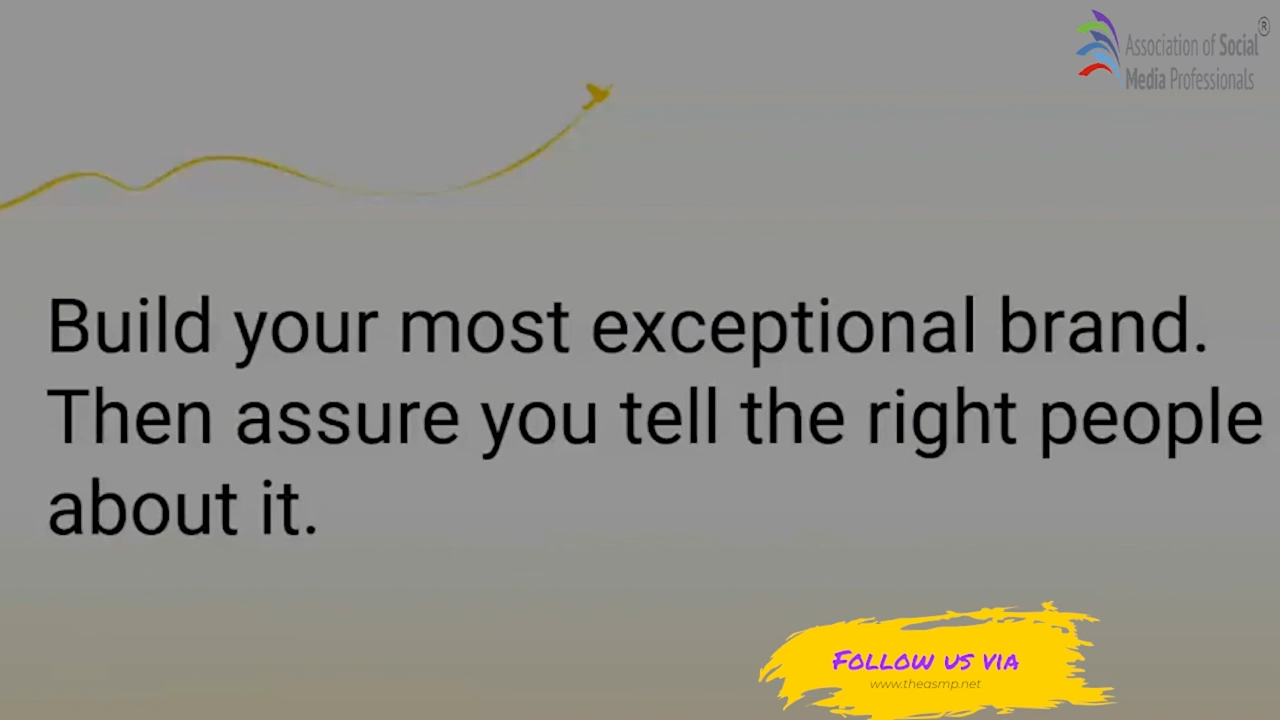 Association of Social
Media Professionals
®
Build your most exceptional brand.
Then assure you tell the right people
about it.
Follow us via
www.theasmp.net